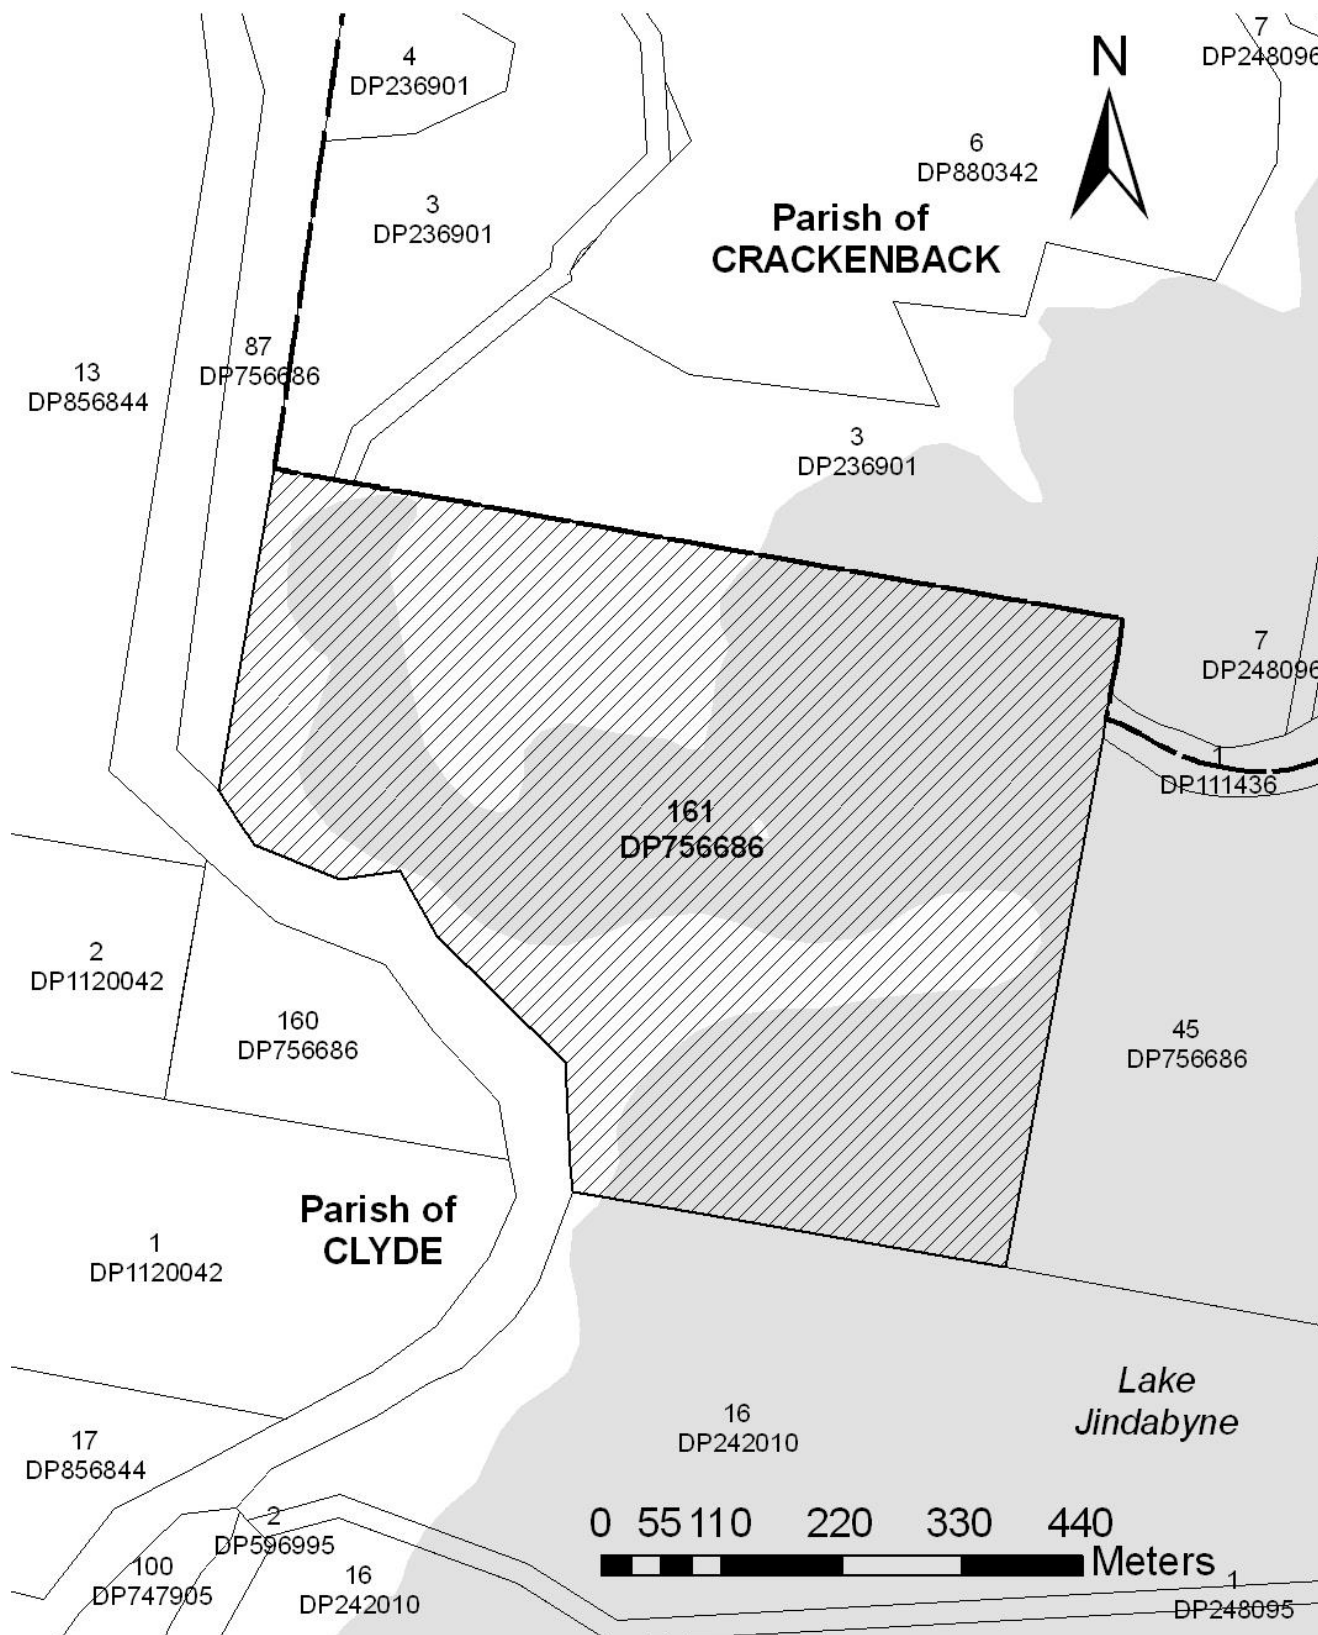 7
DP248096
4
DP236901
N
6
DP880342
3
DP236901
Parish of
CRACKENBACK
87
DP756686
13
DP856844
3
DP236901
7
DP248096
1
DP111436
161
DP756686
2
DP1120042
160
DP756686
45
DP756686
Parish of
CLYDE
1
DP1120042
Lake
Jindabyne
16
DP242010
17
DP856844
2
DP596995
0 55 110 220 330 440
Meters
100
DP747905
16
DP242010
1
DP248095